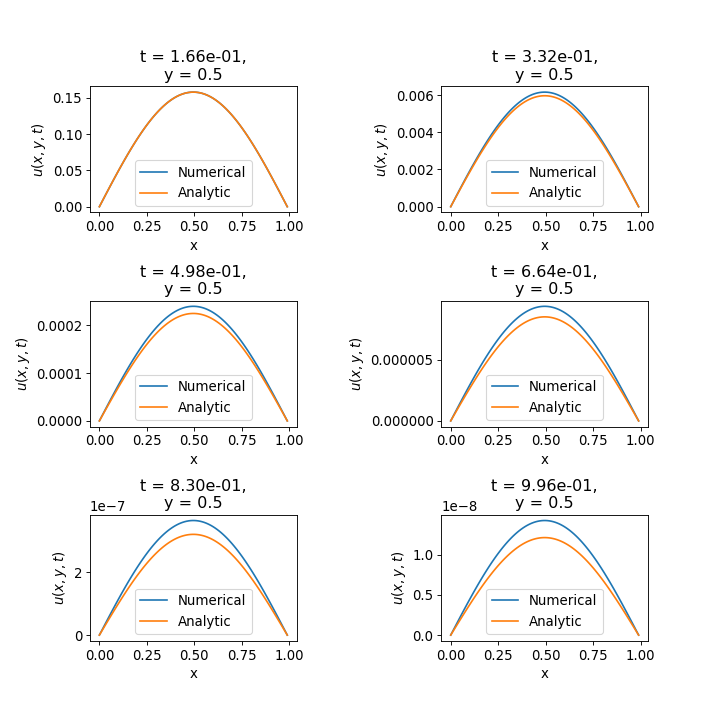 t = 1.66e-01,
y = 0.5
0.15
0.10
0.05
0.00
u(x, y, t)
Numerical
Analytic
0.00 0.25 0.50 0.75 1.00
x
t = 3.32e-01,
y = 0.5
0.006
0.004
0.002
0.000
u(x, y, t)
Numerical
Analytic
0.00 0.25 0.50 0.75 1.00
x
t = 4.98e-01,
y = 0.5
0.0002
0.0001
0.0000
u(x, y, t)
Numerical
Analytic
0.00 0.25 0.50 0.75 1.00
x
t = 6.64e-01,
y = 0.5
0.000005
0.000000
u(x, y, t)
Numerical
Analytic
0.00 0.25 0.50 0.75 1.00
x
t = 8.30e-01,
y = 0.5
1e−7
2
0
u(x, y, t)
Numerical
Analytic
0.00 0.25 0.50 0.75 1.00
x
t = 9.96e-01,
y = 0.5
1e−8
1.0
0.5
0.0
u(x, y, t)
Numerical
Analytic
0.00 0.25 0.50 0.75 1.00
x